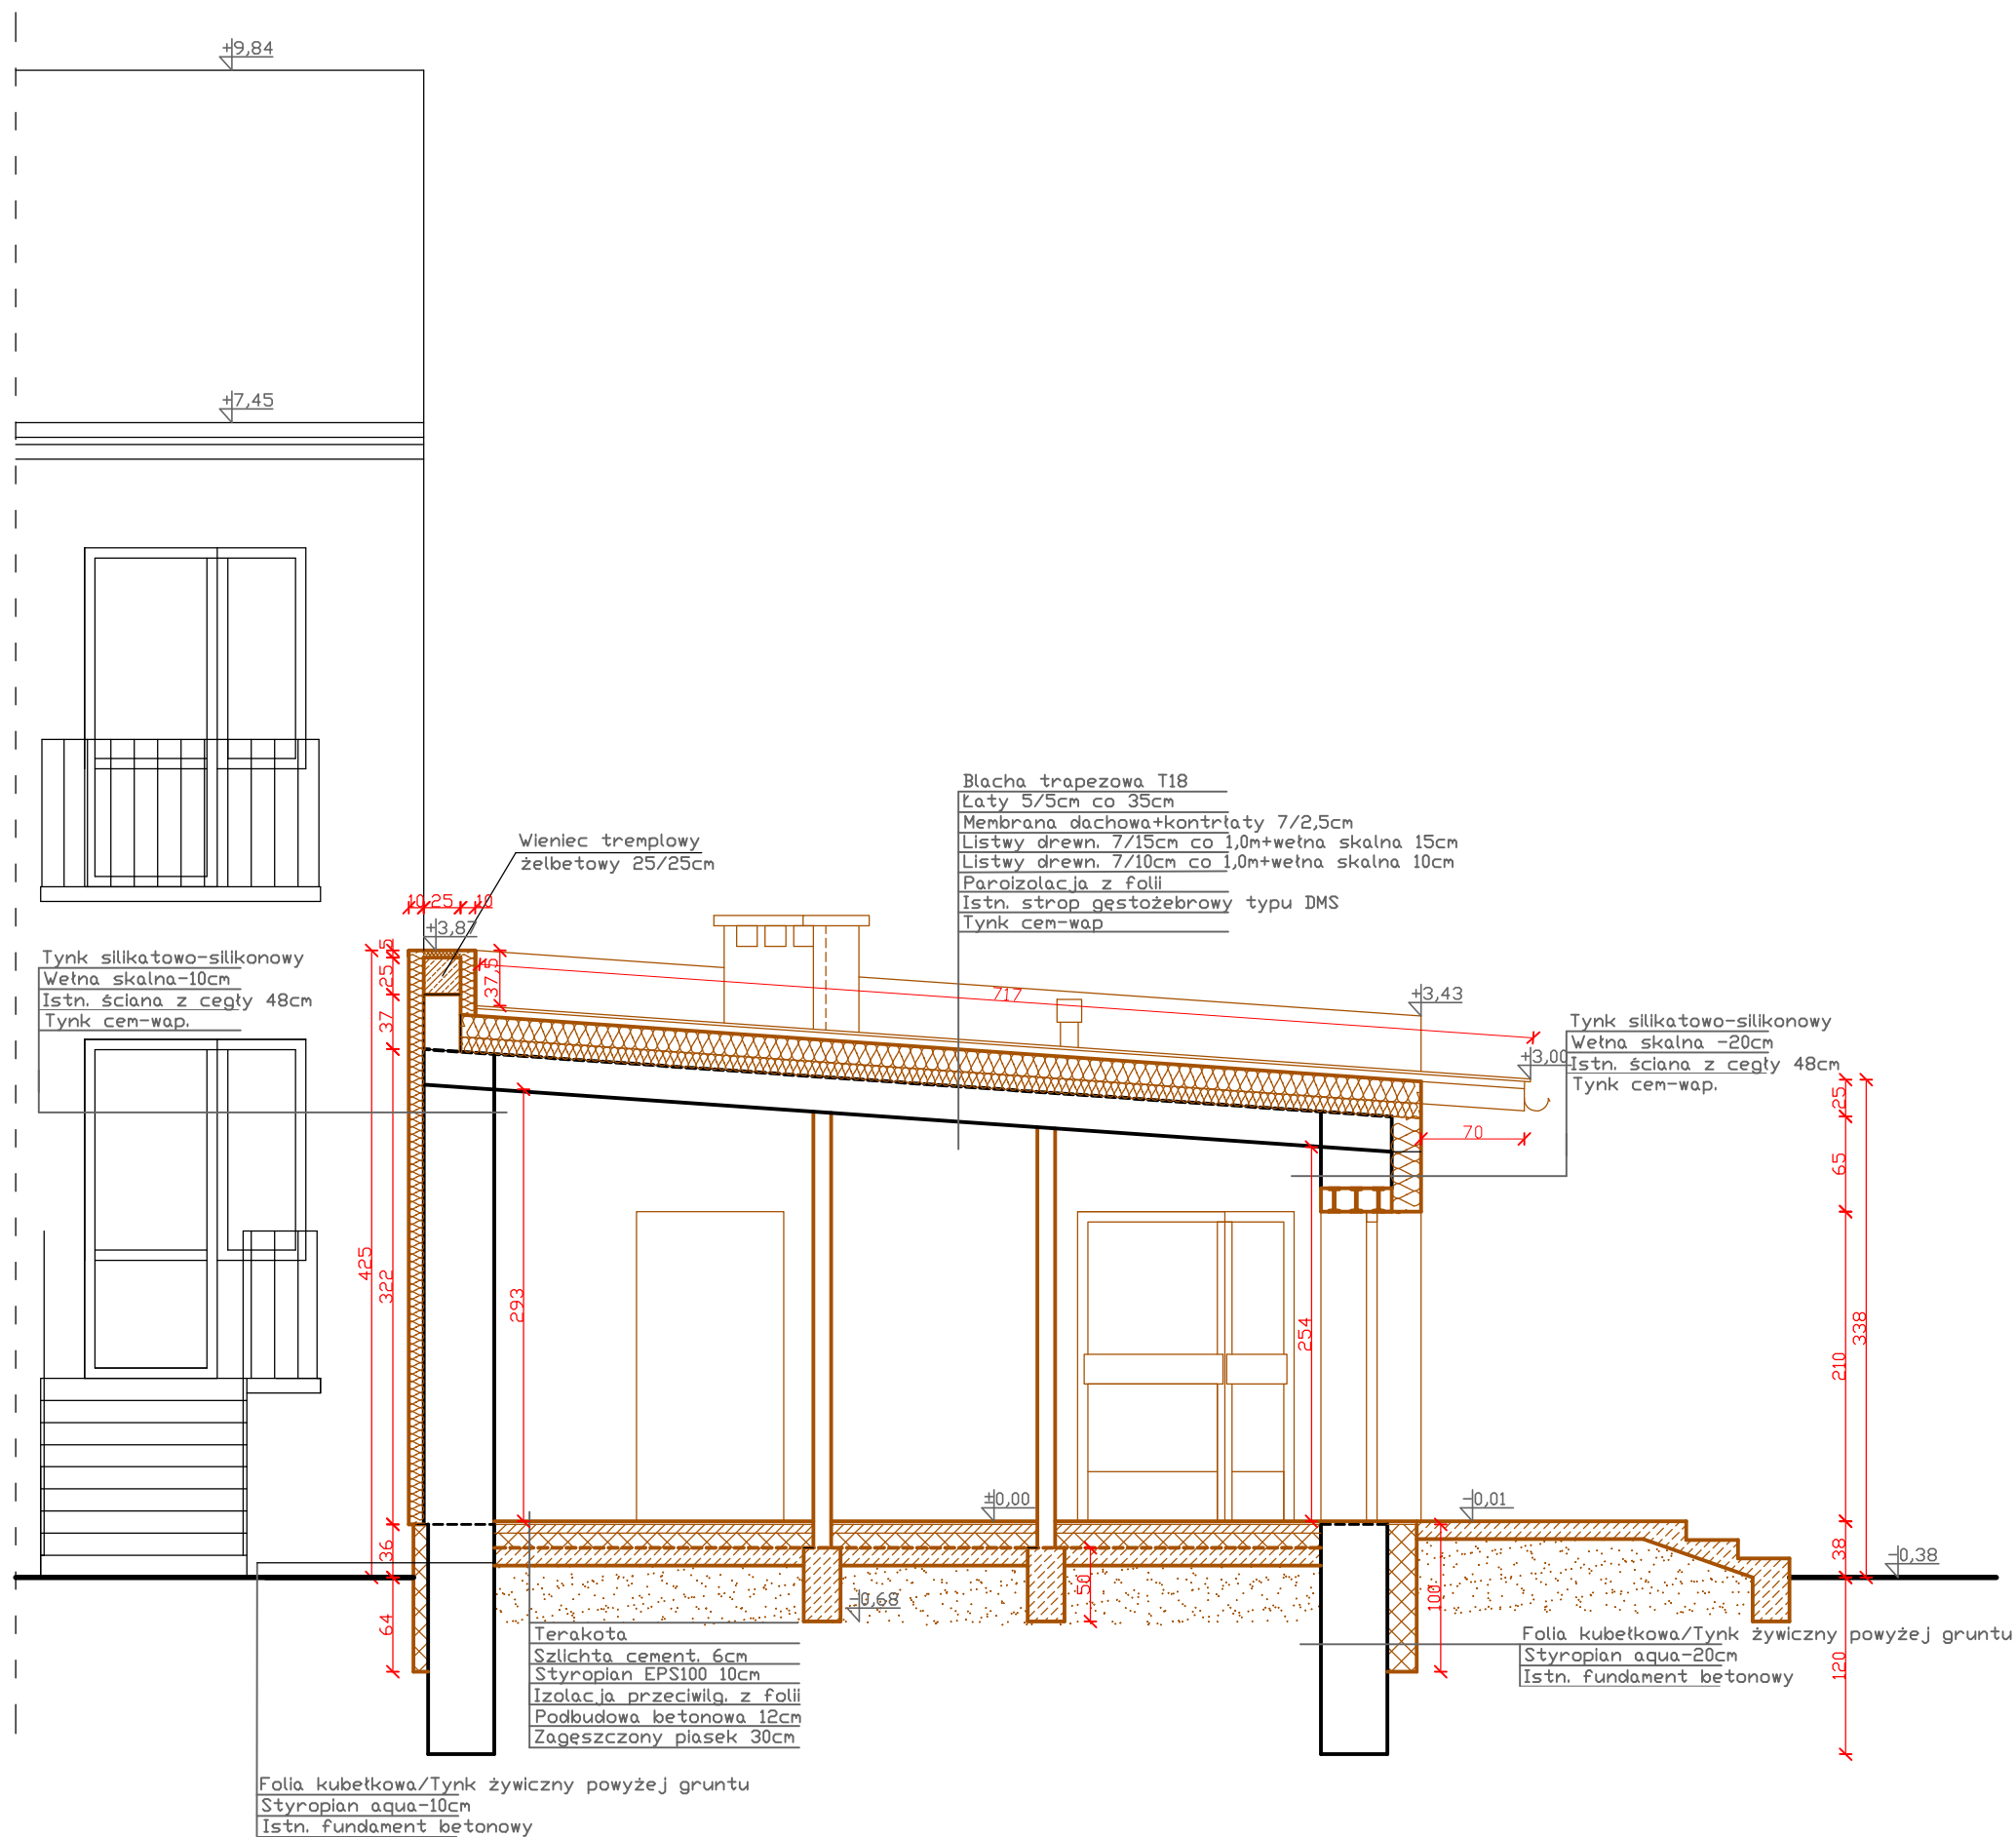 +9,84
+7,45
Blacha trapezowa T18
Łaty 5/5cm co 35cm
Membrana dachowa+kontrłaty 7/2,5cm
Listwy drewn. 7/15cm co 1,0m+wełna skalna 15cm
Listwy drewn. 7/10cm co 1,0m+wełna skalna 10cm
Paroizolacja z folii
Istn. strop gęstożebrowy typu DMS
Tynk cem-wap
Wieniec tremplowy
żelbetowy 25/25cm
10 25 10
+3,87
Tynk silikatowo-silikonowy
Wełna skalna-10cm
Istn. ściana z cegły 48cm
Tynk cem-wap.
5
25
37
37,5
717
+3,43
Tynk silikatowo-silikonowy
Wełna skalna -20cm
Istn. ściana z cegły 48cm
Tynk cem-wap.
+3,00
25
70
65
425
322
293
254
338
210
±0,00
-0,01
36
38
-0,38
50
-0,68
100
64
120
Terakota
Szlichta cement. 6cm
Styropian EPS100 10cm
Izolacja przeciwilg. z folii
Podbudowa betonowa 12cm
Zagęszczony piasek 30cm
Folia kubełkowa/Tynk żywiczny powyżej gruntu
Styropian aqua-20cm
Istn. fundament betonowy
Folia kubełkowa/Tynk żywiczny powyżej gruntu
Styropian aqua-10cm
Istn. fundament betonowy